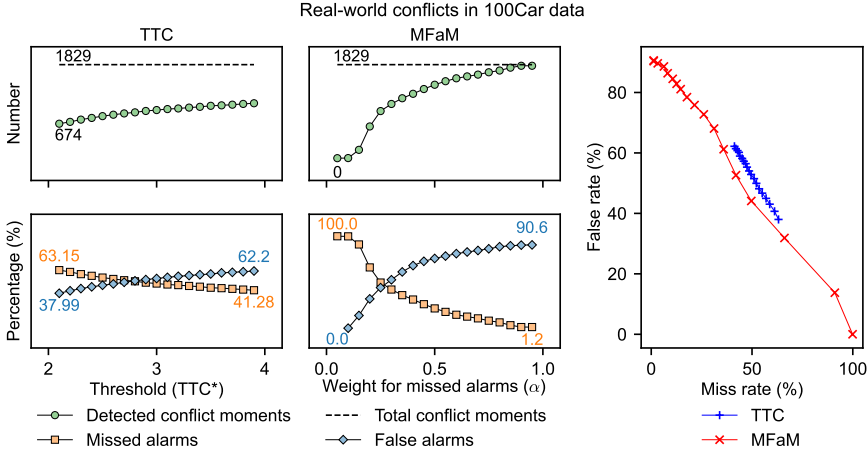 Real-world conflicts in 100Car data
TTC
MFaM
Number
1829
674
1829
0
Percentage (%)
63.15
37.99
62.2
41.28
2
3
4
Threshold (TTC*)
100.0
0.0
90.6
1.2
0.0
0.5
1.0
Weight for missed alarms (α)
False rate (%)
80
60
40
20
0
0
50
100
Miss rate (%)
Detected conflict moments
Total conflict moments
TTC
Missed alarms
False alarms
MFaM